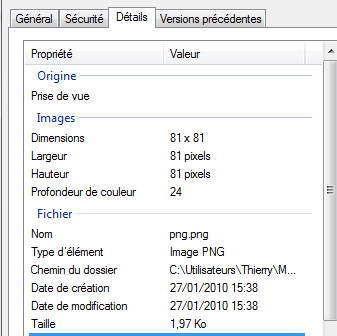 Général Sécurité Détails Versions précédentes
Propriété Valeur
Origine
Prise de vue
Images
Dimensions 81 x 81
Largeur 81 pixels
Hauteur 81 pixels
Profondeur de couleur 24
Fichier
Nom png.png
Type d'élément Image PNG
Chemin du dossier C:\Utilisateurs\Thierry\M...
Date de création 27/01/2010 15:38
Date de modification 27/01/2010 15:38
Taille 1,97 Ko